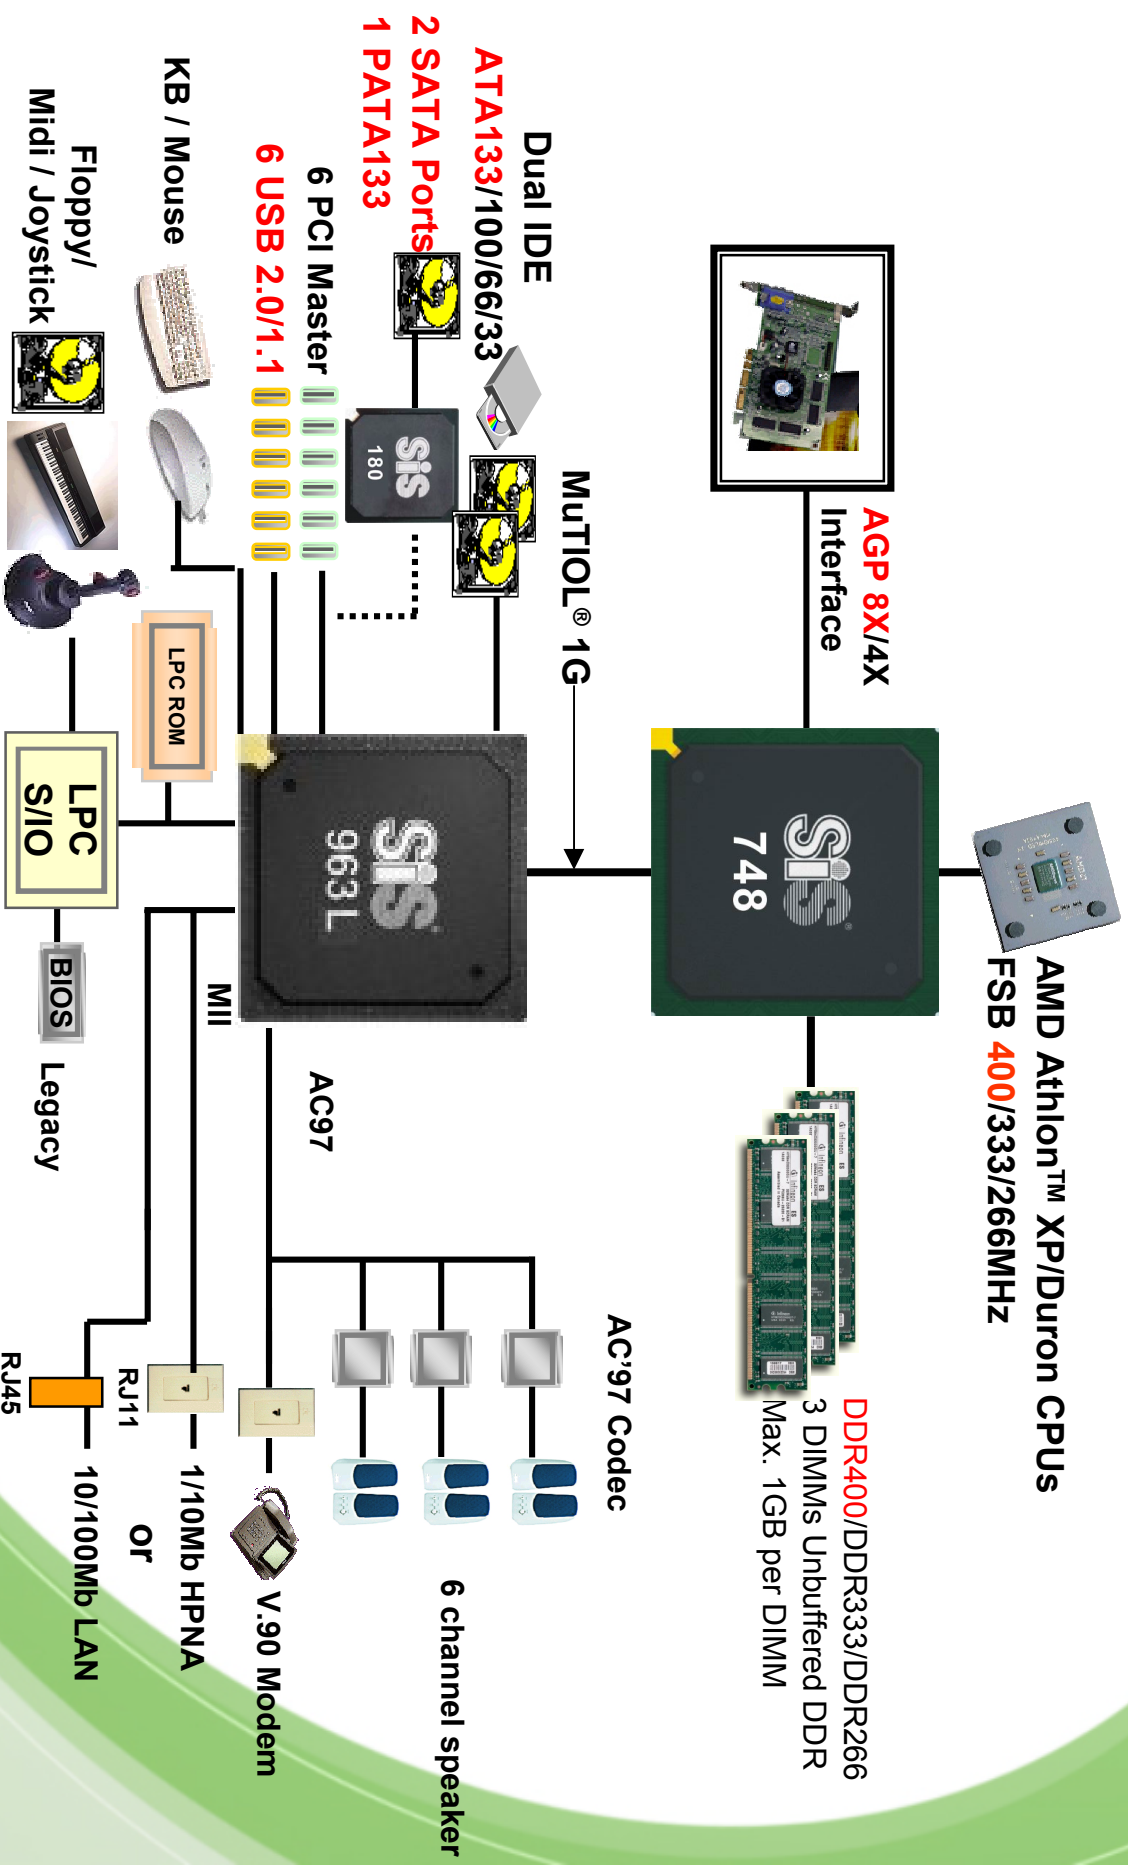 AMD Athlon™ XP/Duron CPUs
FSB 400/333/266MHz
AGP 8X/4X
Interface
SiS
748
DDR400/DDR333/DDR266
3 DIMMs Unbuffered DDR
Max. 1GB per DIMM
MuTIOL® 1G
Dual IDE
ATA133/100/66/33
2 SATA Ports
1 PATA133
SiS
180
6 PCI Master
6 USB 2.0/1.1
KB / Mouse
Floppy/
Midi / Joystick
SiS
963 L
LPC ROM
LPC
S/IO
BIOS
Legacy
MII
AC97
AC'97 Codec
6 channel speaker
V.90 Modem
RJ11
1/10Mb HPNA
or
RJ45
10/100Mb LAN